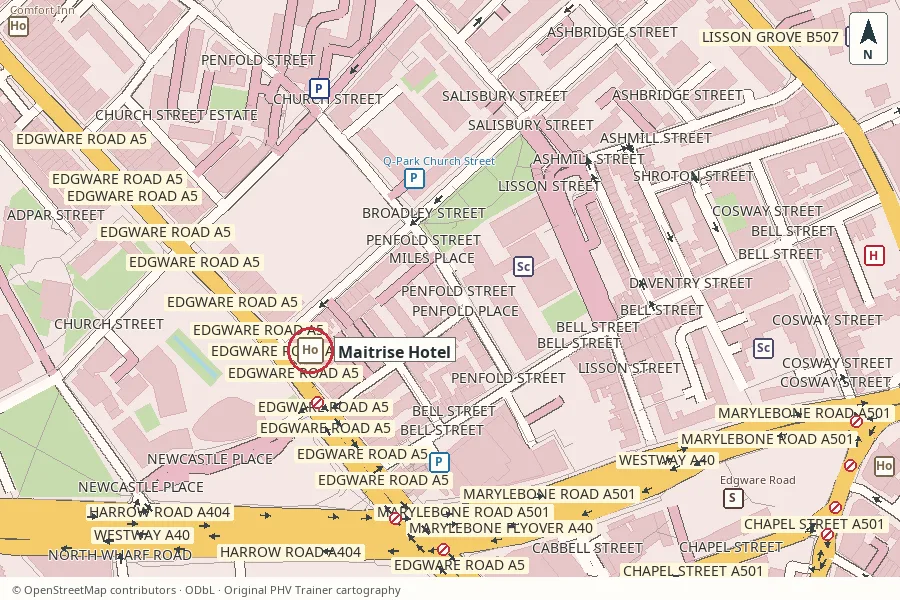 Comfort Inn
Ho
ASHBRIDGE STREET
LISSON GROVE B507
N
PENFOLD STREET
P
CHURCH STREET
SALISBURY STREET
ASHBRIDGE STREET
CHURCH STREET ESTATE
SALISBURY STREET
EDGWARE ROAD A5
ASHMILL STREET
Q-Park Church Street
ASHMILL STREET
P
EDGWARE ROAD A5
SHROTON STREET
LISSON STREET
EDGWARE ROAD A5
ADPAR STREET
BROADLEY STREET
COSWAY STREET
EDGWARE ROAD A5
BELL STREET
PENFOLD STREET
MILES PLACE
BELL STREET
H
EDGWARE ROAD A5
Sc
DAVENTRY STREET
PENFOLD STREET
EDGWARE ROAD A5
PENFOLD PLACE
BELL STREET
CHURCH STREET
COSWAY STREET
EDGWARE ROAD A5
BELL STREET
BELL STREET
Ho
Maitrise Hotel
Sc
COSWAY STREET
LISSON STREET
EDGWARE ROAD A5
PENFOLD STREET
COSWAY STREET
EDGWARE ROAD A5
BELL STREET
MARYLEBONE ROAD A501
EDGWARE ROAD A5
BELL STREET
MARYLEBONE ROAD A501
EDGWARE ROAD A5
NEWCASTLE PLACE
P
WESTWAY A40
Ho
EDGWARE ROAD A5
Edgware Road
NEWCASTLE PLACE
MARYLEBONE ROAD A501
S
HARROW ROAD A404
MARYLEBONE ROAD A501
MARYLEBONE FLYOVER A40
CHAPEL STREET A501
WESTWAY A40
NORTH WHARF ROAD
HARROW ROAD A404
CABBELL STREET
CHAPEL STREET
EDGWARE ROAD A5
CHAPEL STREET A501
© OpenStreetMap contributors · ODbL · Original PHV Trainer cartography